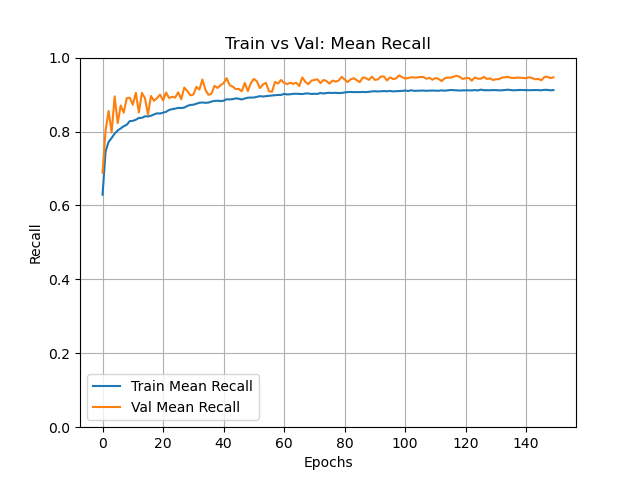 Train vs Val: Mean Recall
1.0
0.8
0.6
0.4
0.2
0.0
Recall
Train Mean Recall
Val Mean Recall
0 20 40 60 80 100 120 140
Epochs